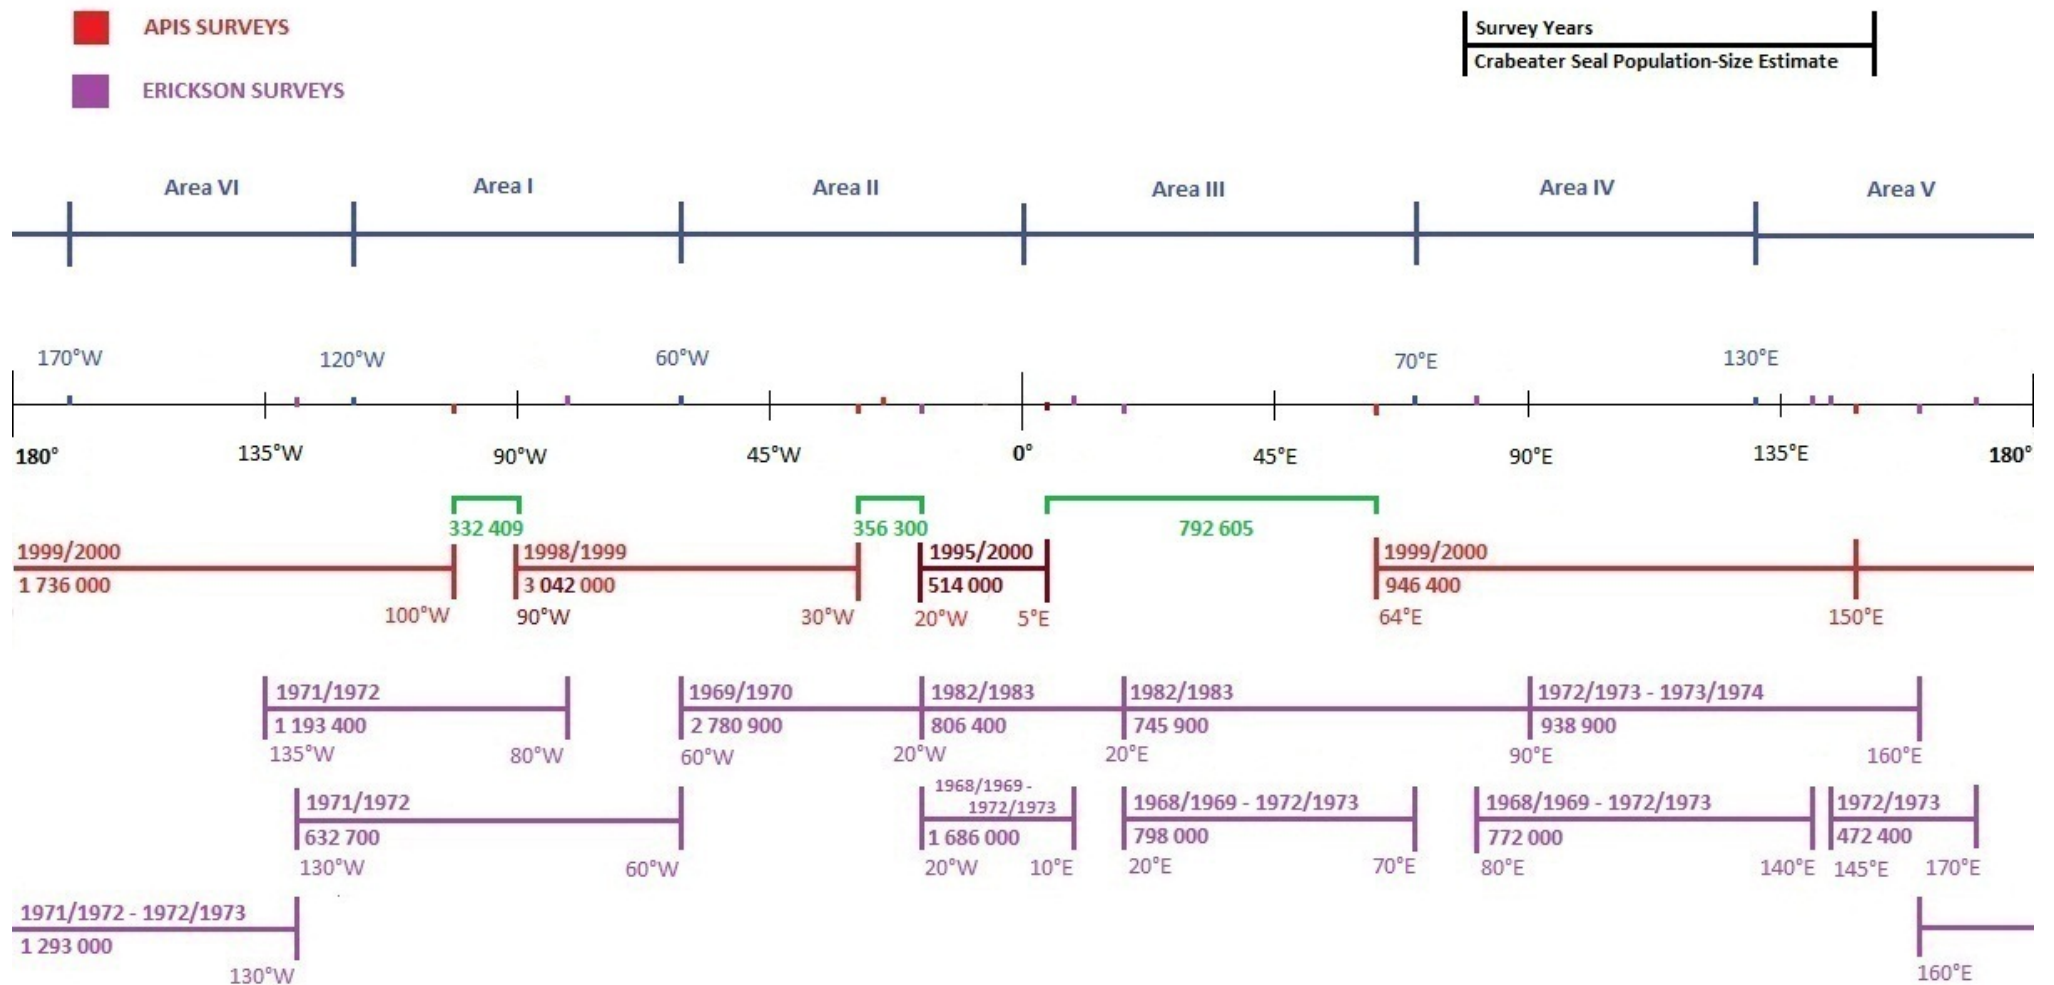 APIS SURVEYS
ERICKSON SURVEYS
Survey Years
Crabeater Seal Population-Size Estimate
Area VI Area I Area II Area III Area IV Area V
170°W 120°W 60°W 70°E 130°E
180° 135°W 90°W 45°W 0° 45°E 90°E 135°E 180°
332 409 356 300 792 605
1999/2000 1998/1999 1995/2000 1999/2000
1 736 000 3 042 000 514 000 946 400
100°W 90°W 30°W 20°W 5°E 64°E 150°E
1971/1972 1969/1970 1982/1983 1982/1983 1972/1973 - 1973/1974
1 193 400 2 780 900 806 400 745 900 938 900
135°W 80°W 60°W 20°W 20°E 90°E 160°E
1971/1972 1968/1969 - 1972/1973 1968/1969 - 1972/1973 1968/1969 - 1972/1973 1972/1973
632 700 1 686 000 798 000 772 000 472 400
130°W 60°W 20°W 10°E 20°E 70°E 80°E 140°E 145°E 170°E
1971/1972 - 1972/1973
1 293 000
130°W 160°E